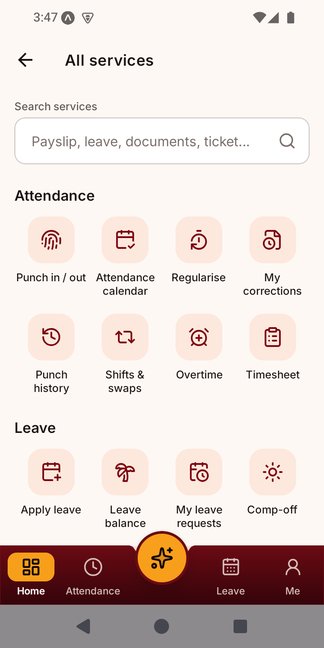 3:47
All services
Search services
Payslip, leave, documents, ticket...
Attendance
Punch in / out
Attendance calendar
Regularise
My corrections
Punch history
Shifts & swaps
Overtime
Timesheet
Leave
Apply leave
Leave balance
My leave requests
Comp-off
Home
Attendance
Leave
Me